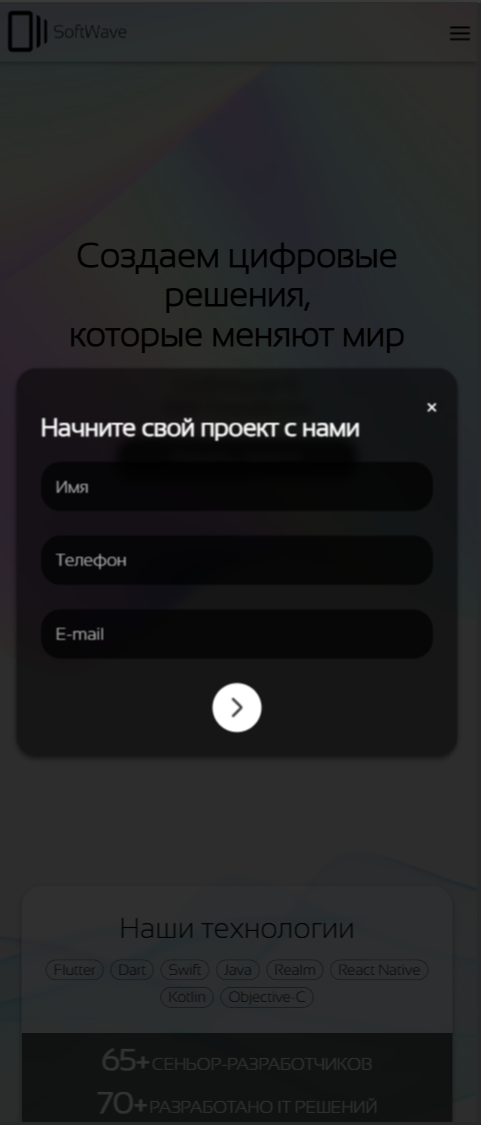 SoftWave
Создаем цифровые
решения,
которые меняют мир
Начните свой проект с нами
Имя
Телефон
E-mail
Наши технологии
Flutter Dart Swift Java Realm React Native
Kotlin Objective-C
65+ СЕНЬОР-РАЗРАБОТЧИКОВ
70+ РАЗРАБОТАНО IT РЕШЕНИЙ